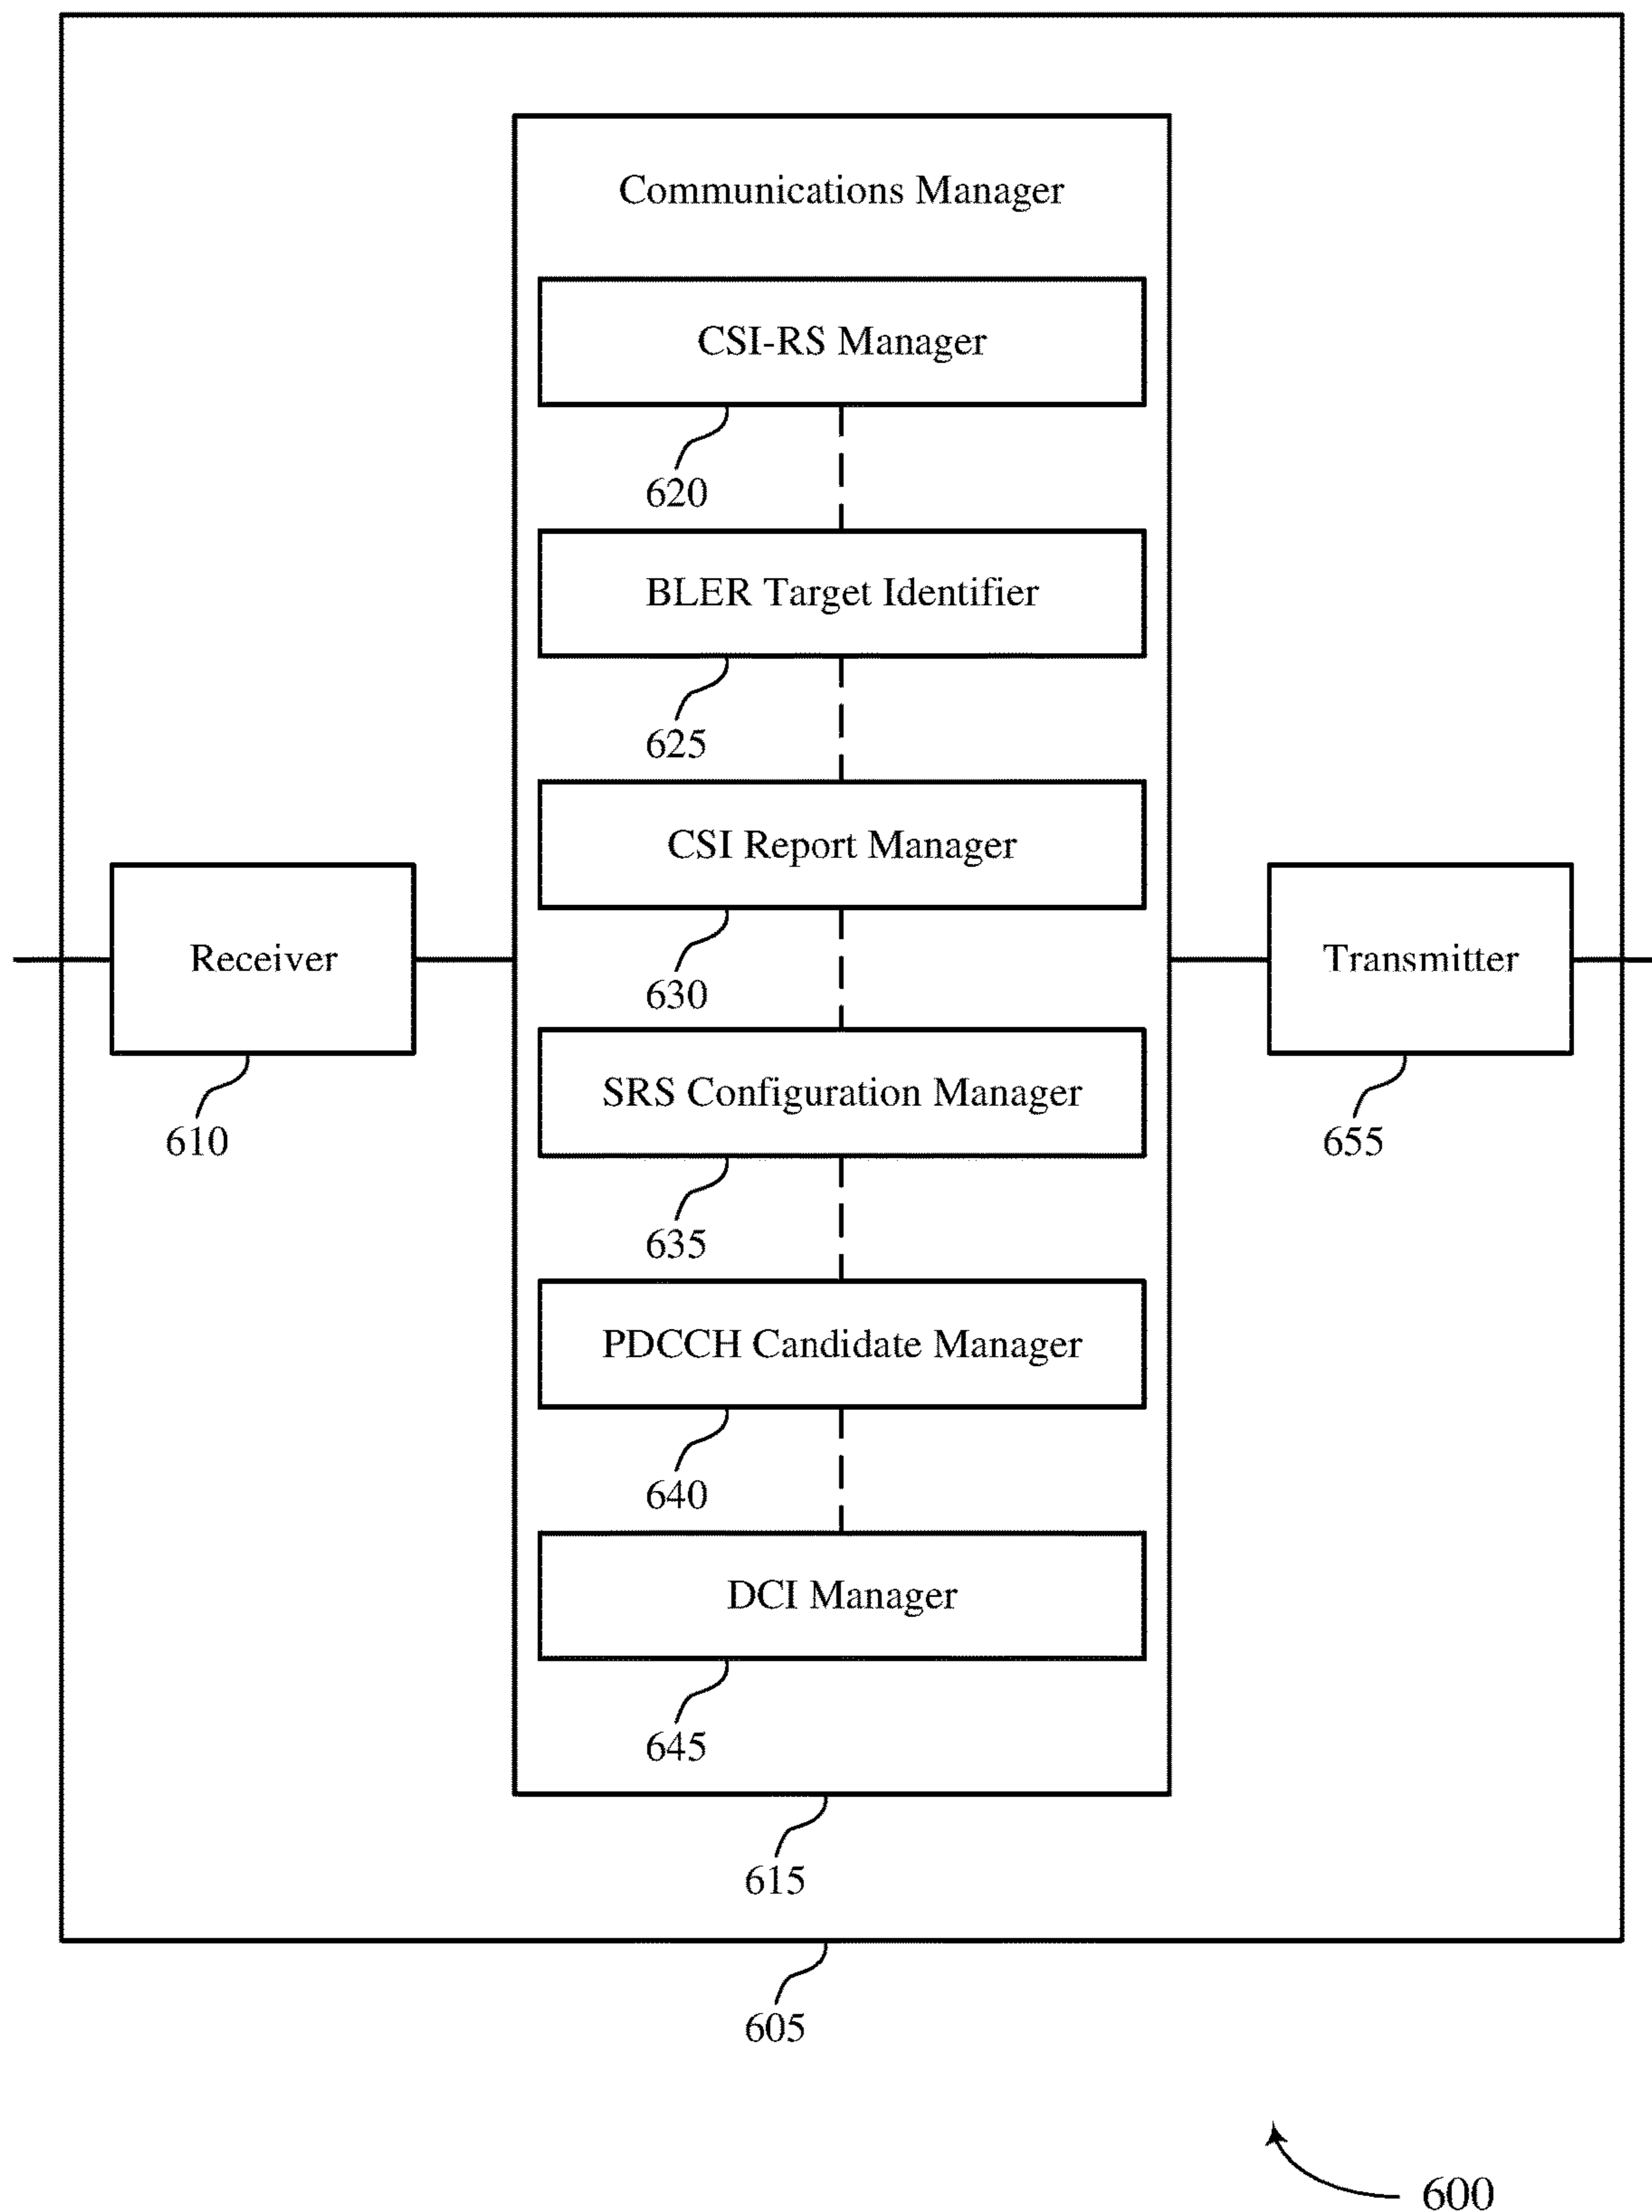 Communications Manager
CSI-RS Manager
620
BLER Target Identifier
625
CSI Report Manager
630
Receiver
610
Transmitter
655
SRS Configuration Manager
635
PDCCH Candidate Manager
640
DCI Manager
645
615
605
600